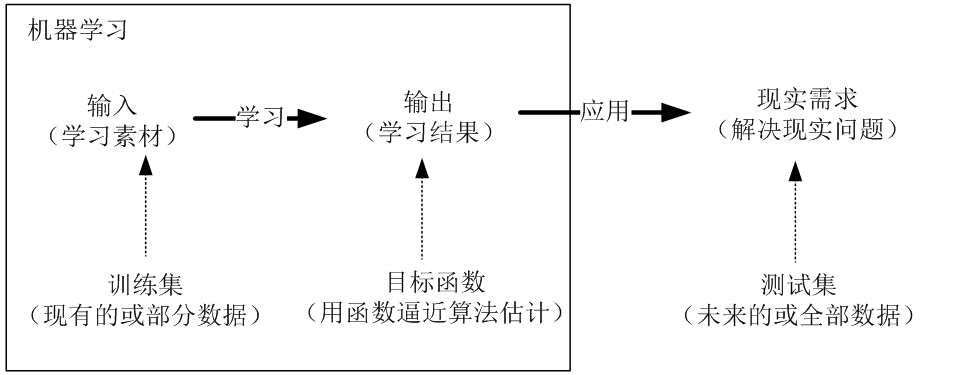 机器学习
输入
（学习素材）
学习
输出
（学习结果）
应用
现实需求
（解决现实问题）
训练集
（现有的或部分数据）
目标函数
（用函数逼近算法估计）
测试集
（未来的或全部数据）